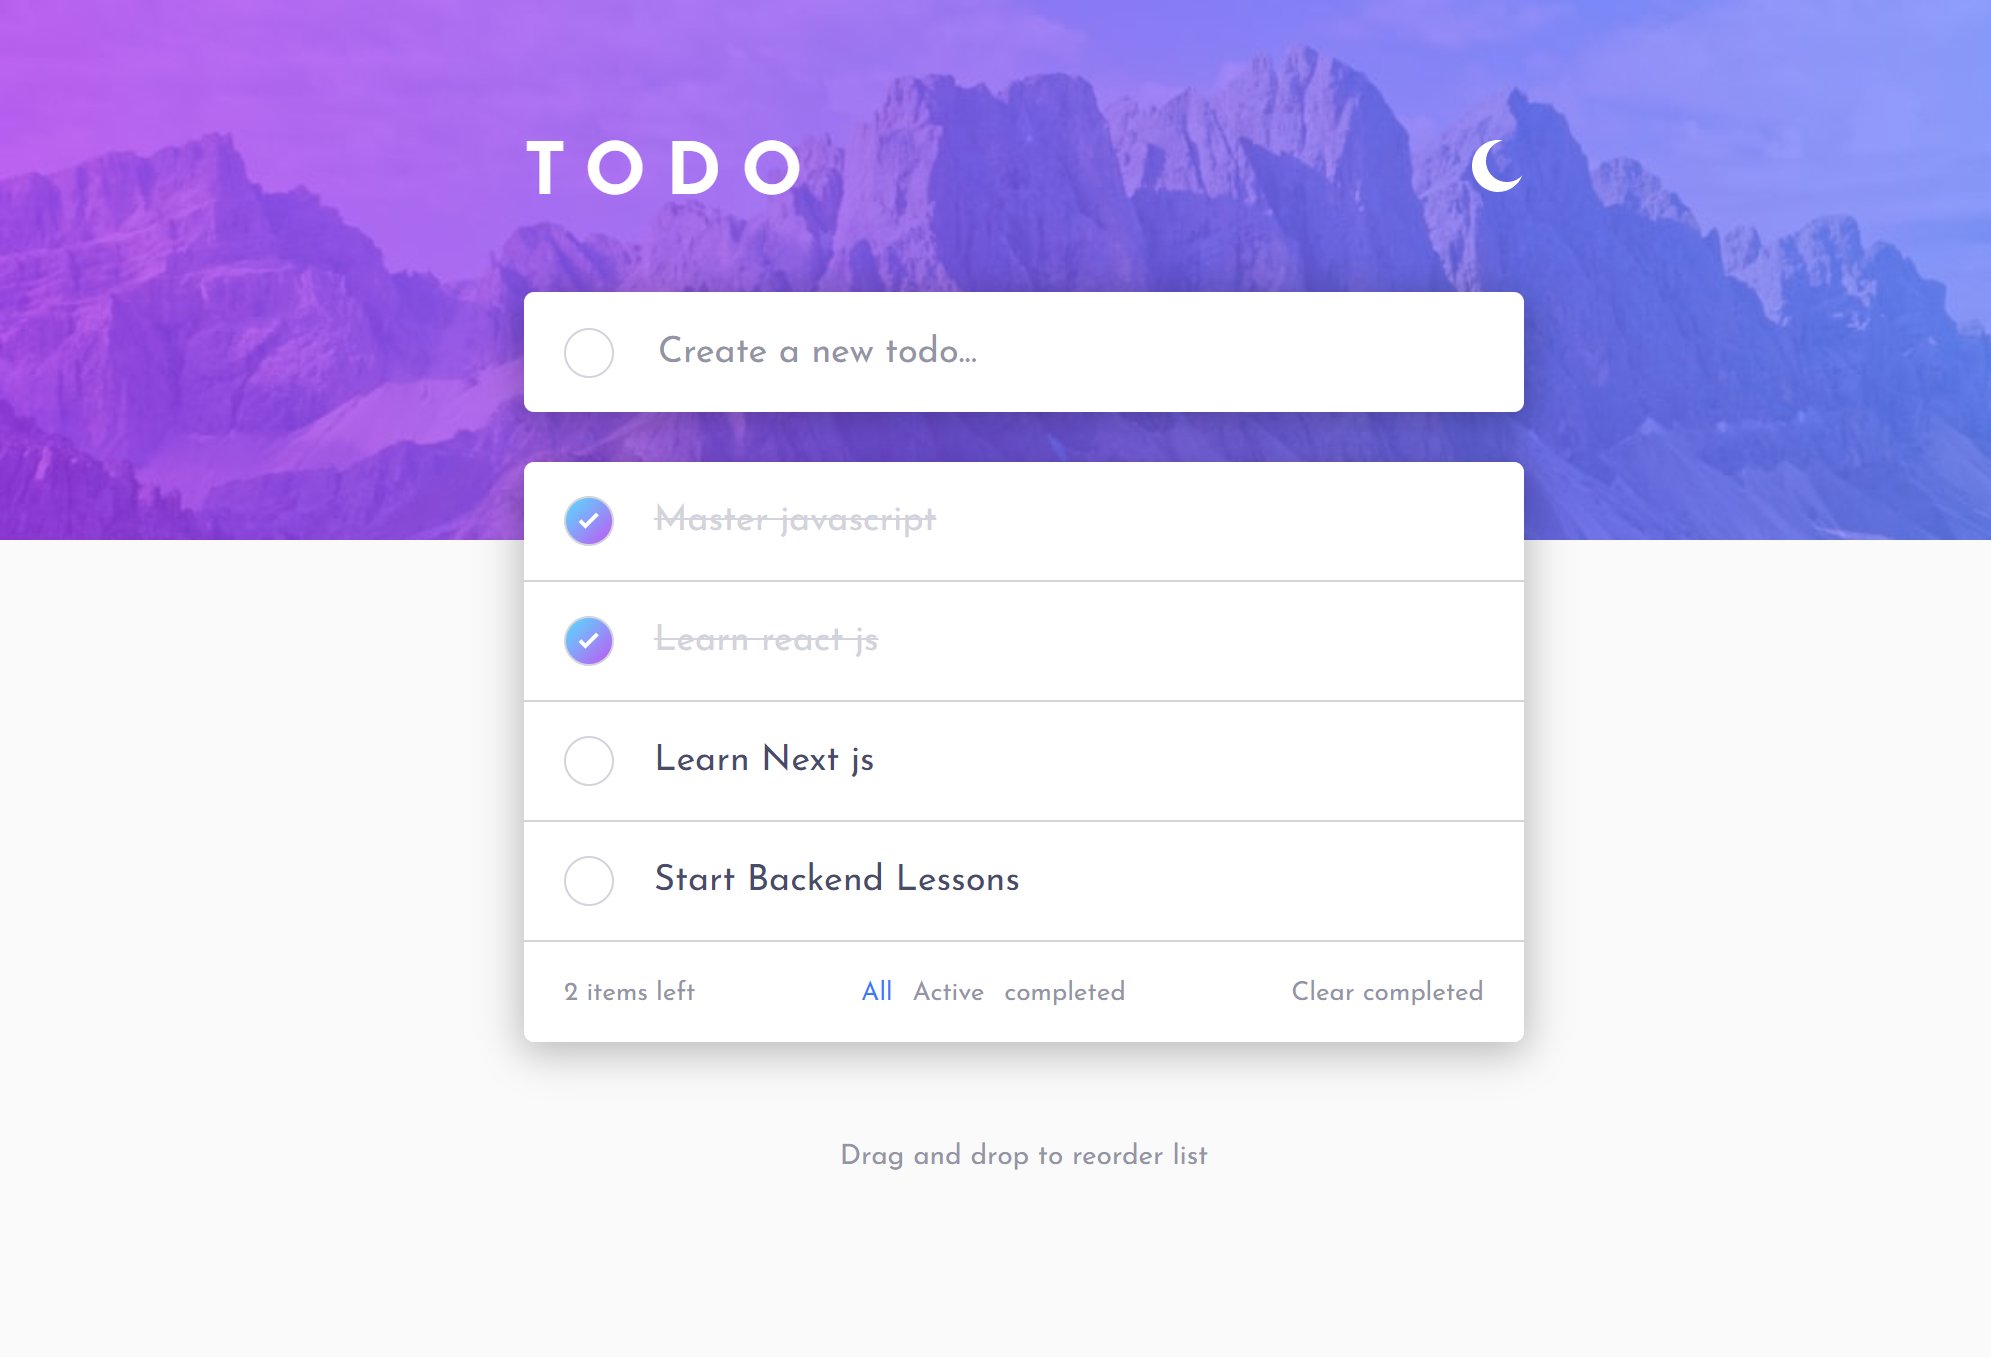 TODO
Create a new todo...
Master javascript
Learn react js
Learn Next js
Start Backend Lessons
2 items left All Active completed Clear completed
Drag and drop to reorder list